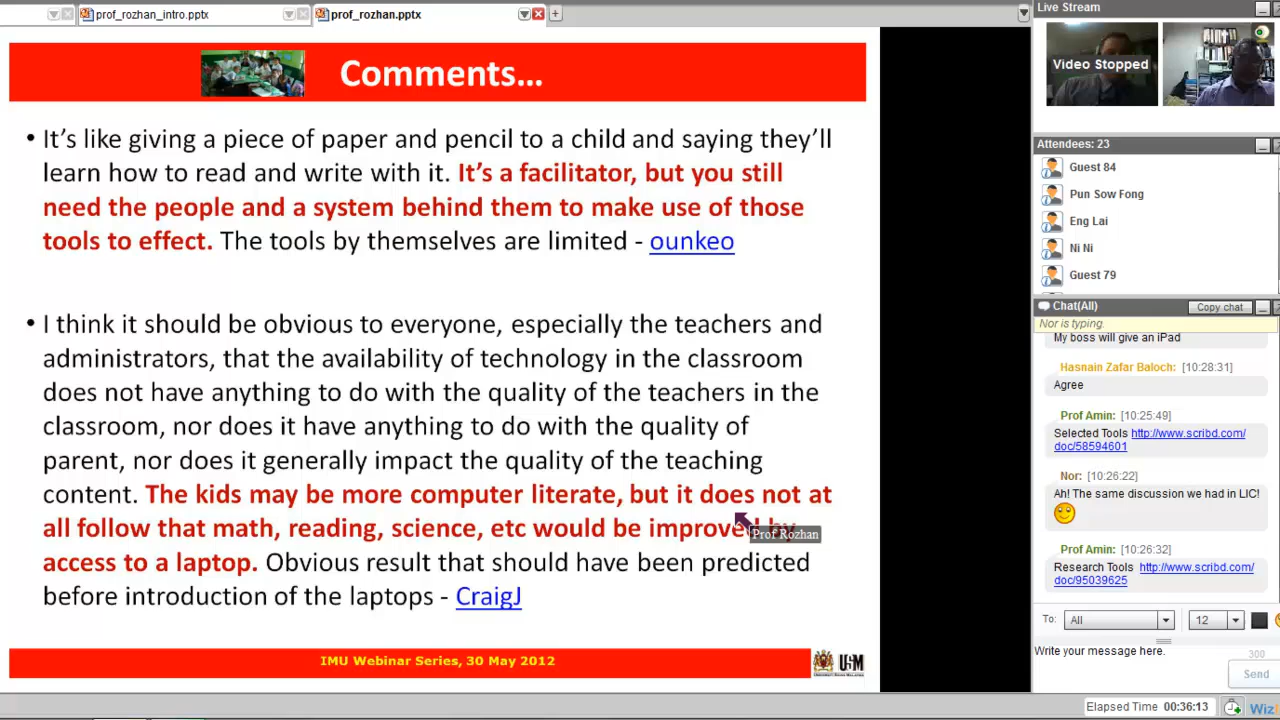 prof_rozhan_intro.pptx
prof_rozhan.pptx
Comments…
• It’s like giving a piece of paper and pencil to a child and saying they’ll
learn how to read and write with it. It’s a facilitator, but you still
need the people and a system behind them to make use of those
tools to effect. The tools by themselves are limited - ounkeo
• I think it should be obvious to everyone, especially the teachers and
administrators, that the availability of technology in the classroom
does not have anything to do with the quality of the teachers in the
classroom, nor does it have anything to do with the quality of
parent, nor does it generally impact the quality of the teaching
content. The kids may be more computer literate, but it does not at
all follow that math, reading, science, etc would be improved by
access to a laptop. Obvious result that should have been predicted
before introduction of the laptops - CraigJ
Prof Rozhan
IMU Webinar Series, 30 May 2012
USM
Live Stream
Video Stopped
Attendees: 23
Guest 84
Pun Sow Fong
Eng Lai
Ni Ni
Guest 79
Chat(All)
Copy chat
Nor is typing.
My boss will give an iPad
Hasnain Zafar Baloch: [10:28:31]
Agree
Prof Amin: [10:25:49]
Selected Tools http://www.scribd.com/
doc/58594601
Nor: [10:26:22]
Ah! The same discussion we had in LIC!
Prof Amin: [10:26:32]
Research Tools http://www.scribd.com/
doc/95039625
To: All 12
Write your message here.
300
Send
Elapsed Time 00:36:13
Wiz